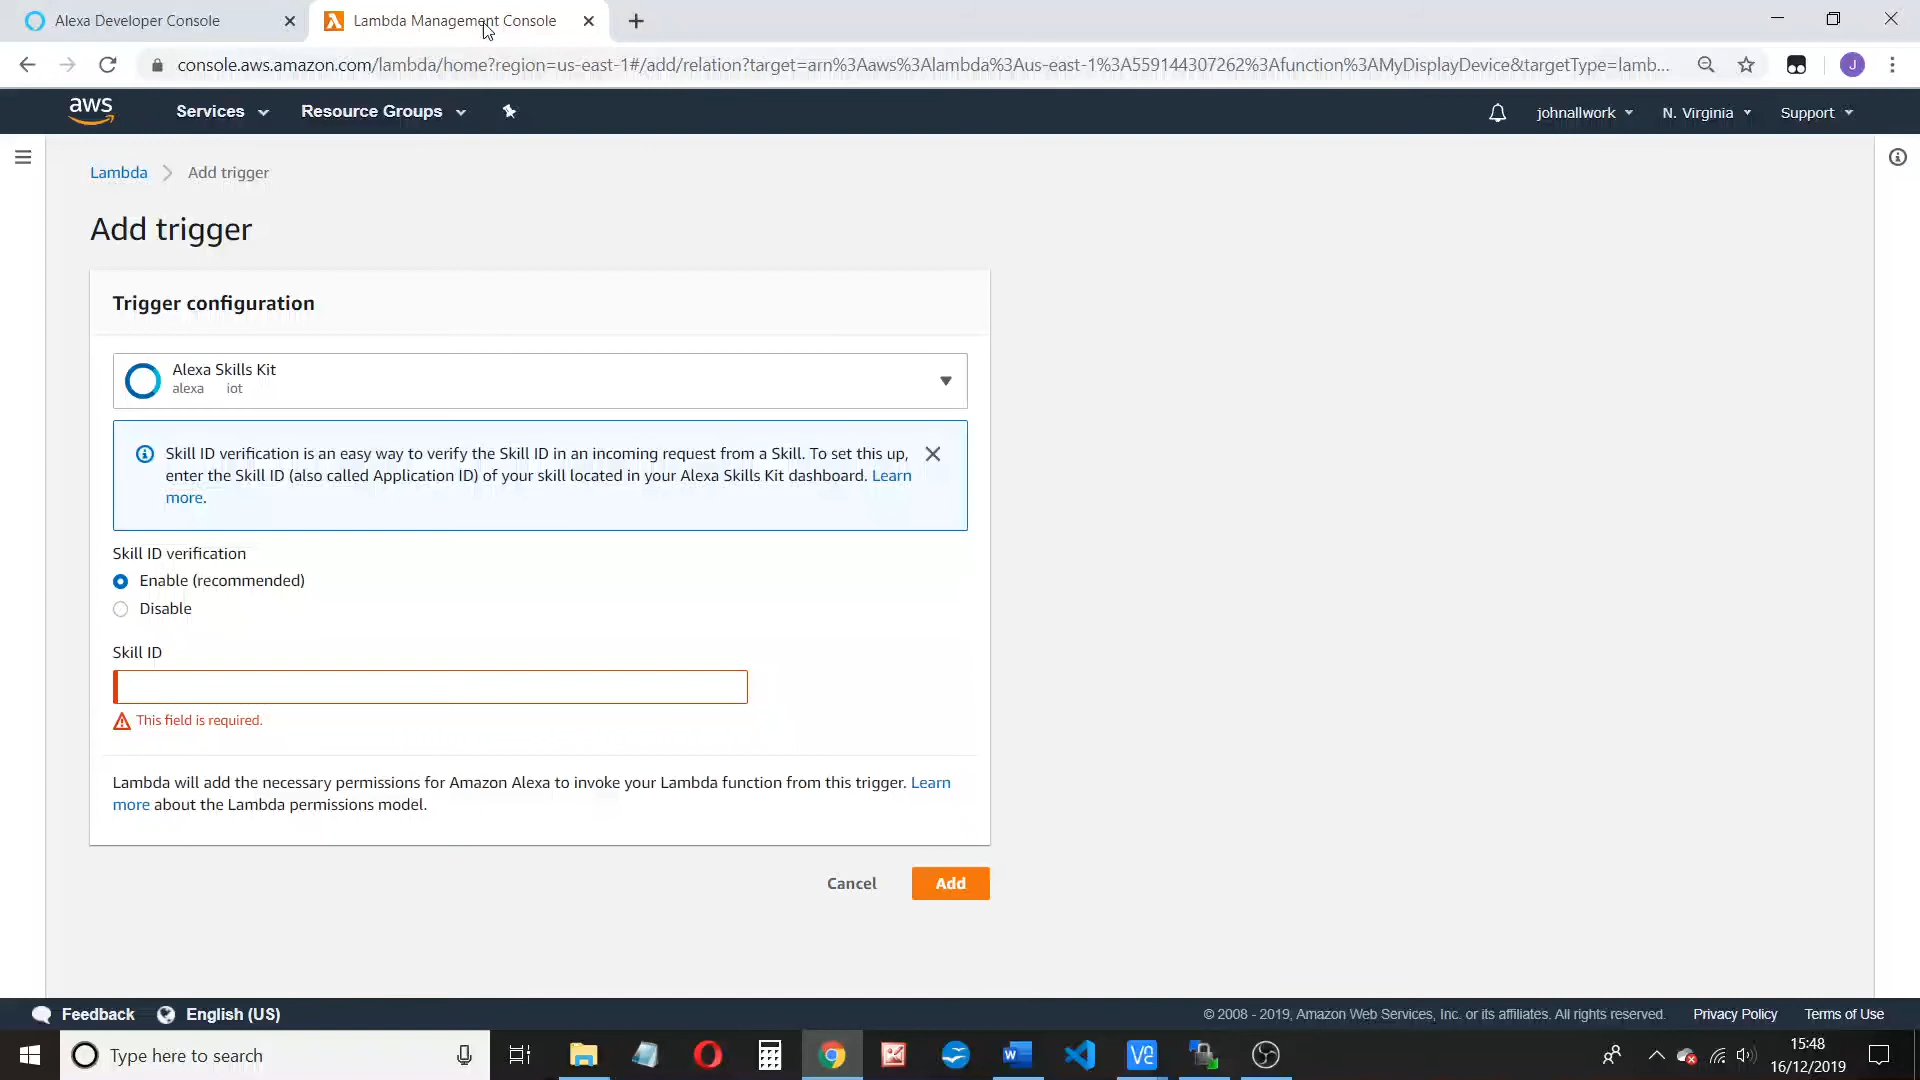 Alexa Developer Console
Lambda Management Console
console.aws.amazon.com/lambda/home?region=us-east-1#/add/relation?target=arn%3Aaws%3Alambda%3Aus-east-1%3A559144307262%3Afunction%3AMyDisplayDevice&targetType=lamb...
J
aws
Services
Resource Groups
johnallwork
N. Virginia
Support
Lambda
Add trigger
Add trigger
Trigger configuration
Alexa Skills Kit
alexa iot
Skill ID verification is an easy way to verify the Skill ID in an incoming request from a Skill. To set this up,
enter the Skill ID (also called Application ID) of your skill located in your Alexa Skills Kit dashboard. Learn
more.
Skill ID verification
Enable (recommended)
Disable
Skill ID
This field is required.
Lambda will add the necessary permissions for Amazon Alexa to invoke your Lambda function from this trigger. Learn
more about the Lambda permissions model.
Cancel
Add
Feedback
English (US)
© 2008 - 2019, Amazon Web Services, Inc. or its affiliates. All rights reserved.
Privacy Policy
Terms of Use
Type here to search
15:48
16/12/2019